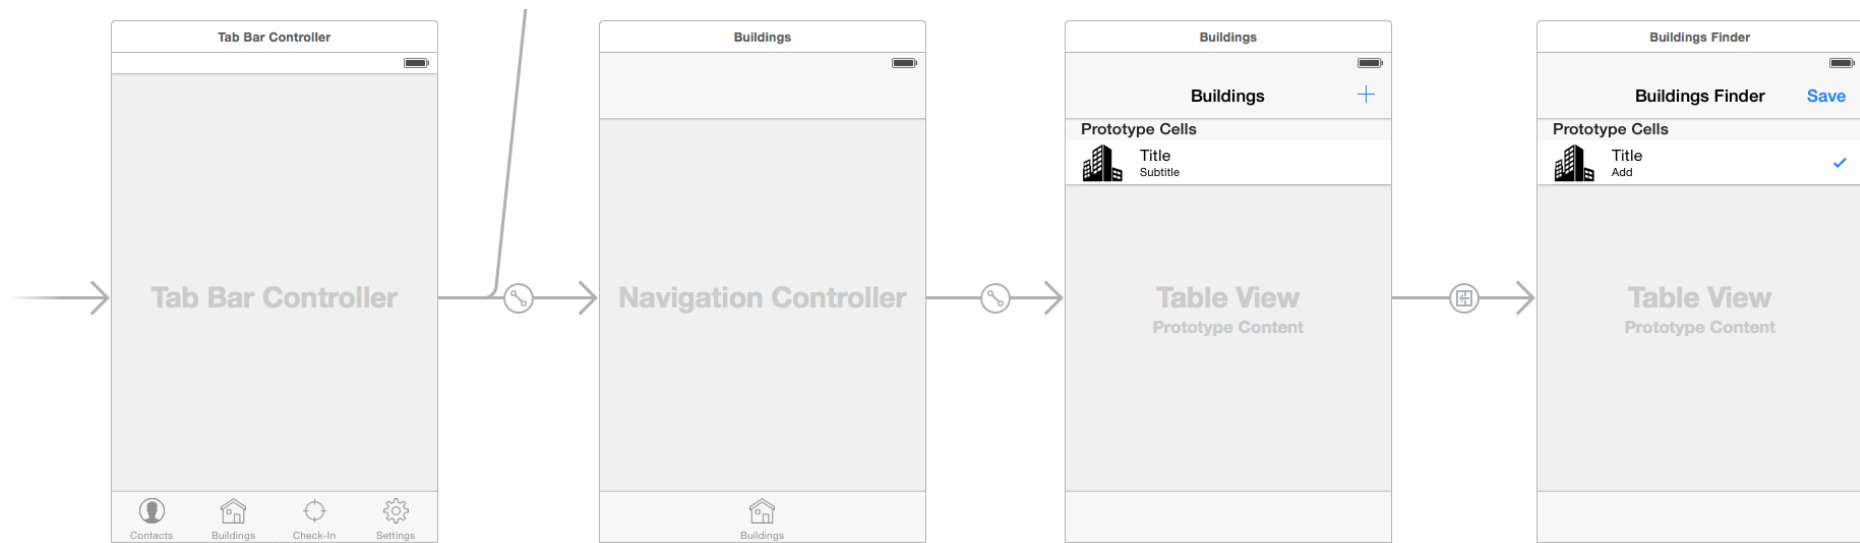 Tab Bar Controller
Tab Bar Controller
Contacts
Buildings
Check-In
Settings
Buildings
Navigation Controller
Buildings
Buildings
Buildings
Prototype Cells
Title
Subtitle
Table View
Prototype Content
Buildings Finder
Buildings Finder Save
Prototype Cells
Title
Add
Table View
Prototype Content